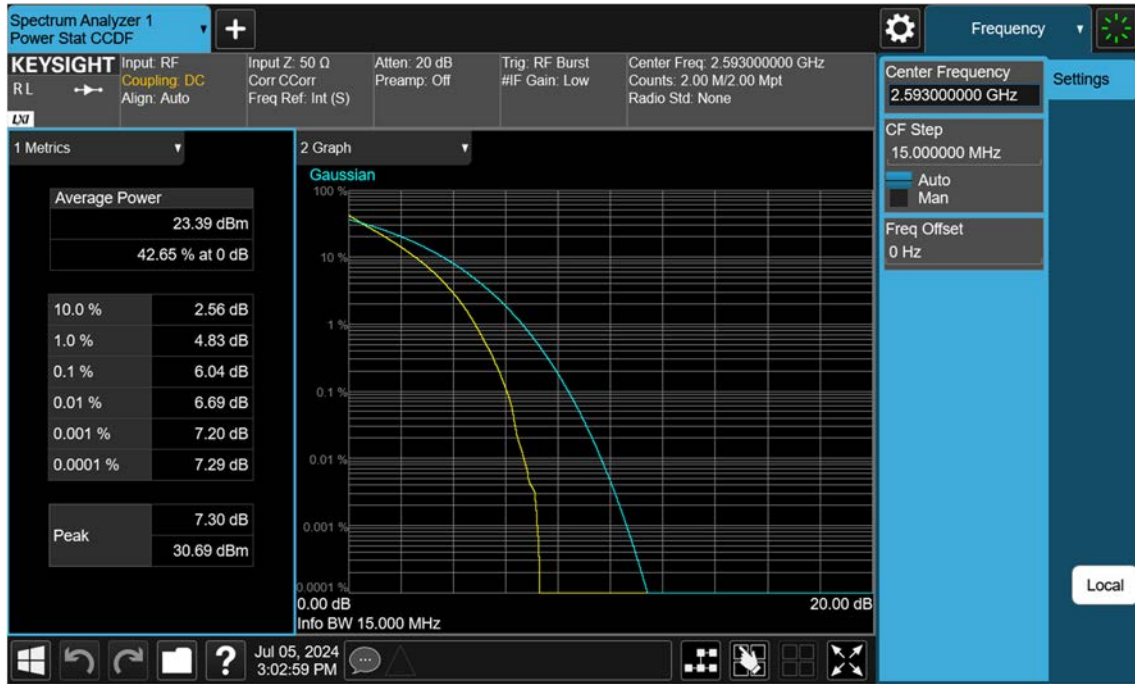 Spectrum Analyzer 1
Power Stat CCDF
+
Frequency
KEYSIGHT
R L
LXI
Input: RF
Coupling: DC
Align: Auto
Input Z: 50 Ω
Corr CCorr
Freq Ref: Int (S)
Atten: 20 dB
Preamp: Off
Trig: RF Burst
#IF Gain: Low
Center Freq: 2.593000000 GHz
Counts: 2.00 M/2.00 Mpt
Radio Std: None
Center Frequency
2.593000000 GHz
Settings
CF Step
15.000000 MHz
Auto
Man
Freq Offset
0 Hz
Local
1 Metrics
Average Power
23.39 dBm
42.65 % at 0 dB
10.0 % 2.56 dB
1.0 % 4.83 dB
0.1 % 6.04 dB
0.01 % 6.69 dB
0.001 % 7.20 dB
0.0001 % 7.29 dB
Peak
7.30 dB
30.69 dBm
2 Graph
Gaussian
100 %
10 %
1 %
0.1 %
0.01 %
0.001 %
0.0001 %
0.00 dB 20.00 dB
Info BW 15.000 MHz
?
Jul 05, 2024
3:02:59 PM